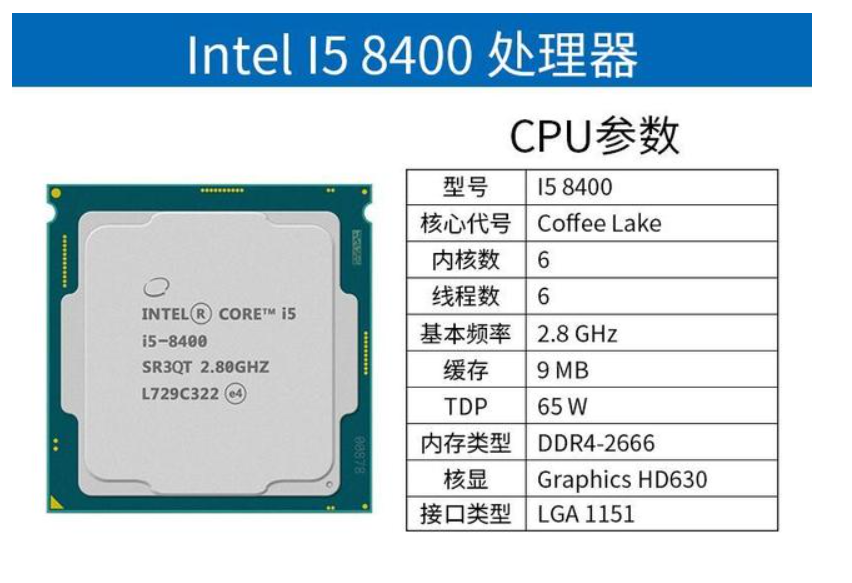 Intel I5 8400 处理器
CPU参数
INTEL® CORE™ i5
i5-8400
SR3QT 2.80GHZ
L729C322 e4
00878
型号 I5 8400
核心代号 Coffee Lake
内核数 6
线程数 6
基本频率 2.8 GHz
缓存 9 MB
TDP 65 W
内存类型 DDR4-2666
核显 Graphics HD630
接口类型 LGA 1151